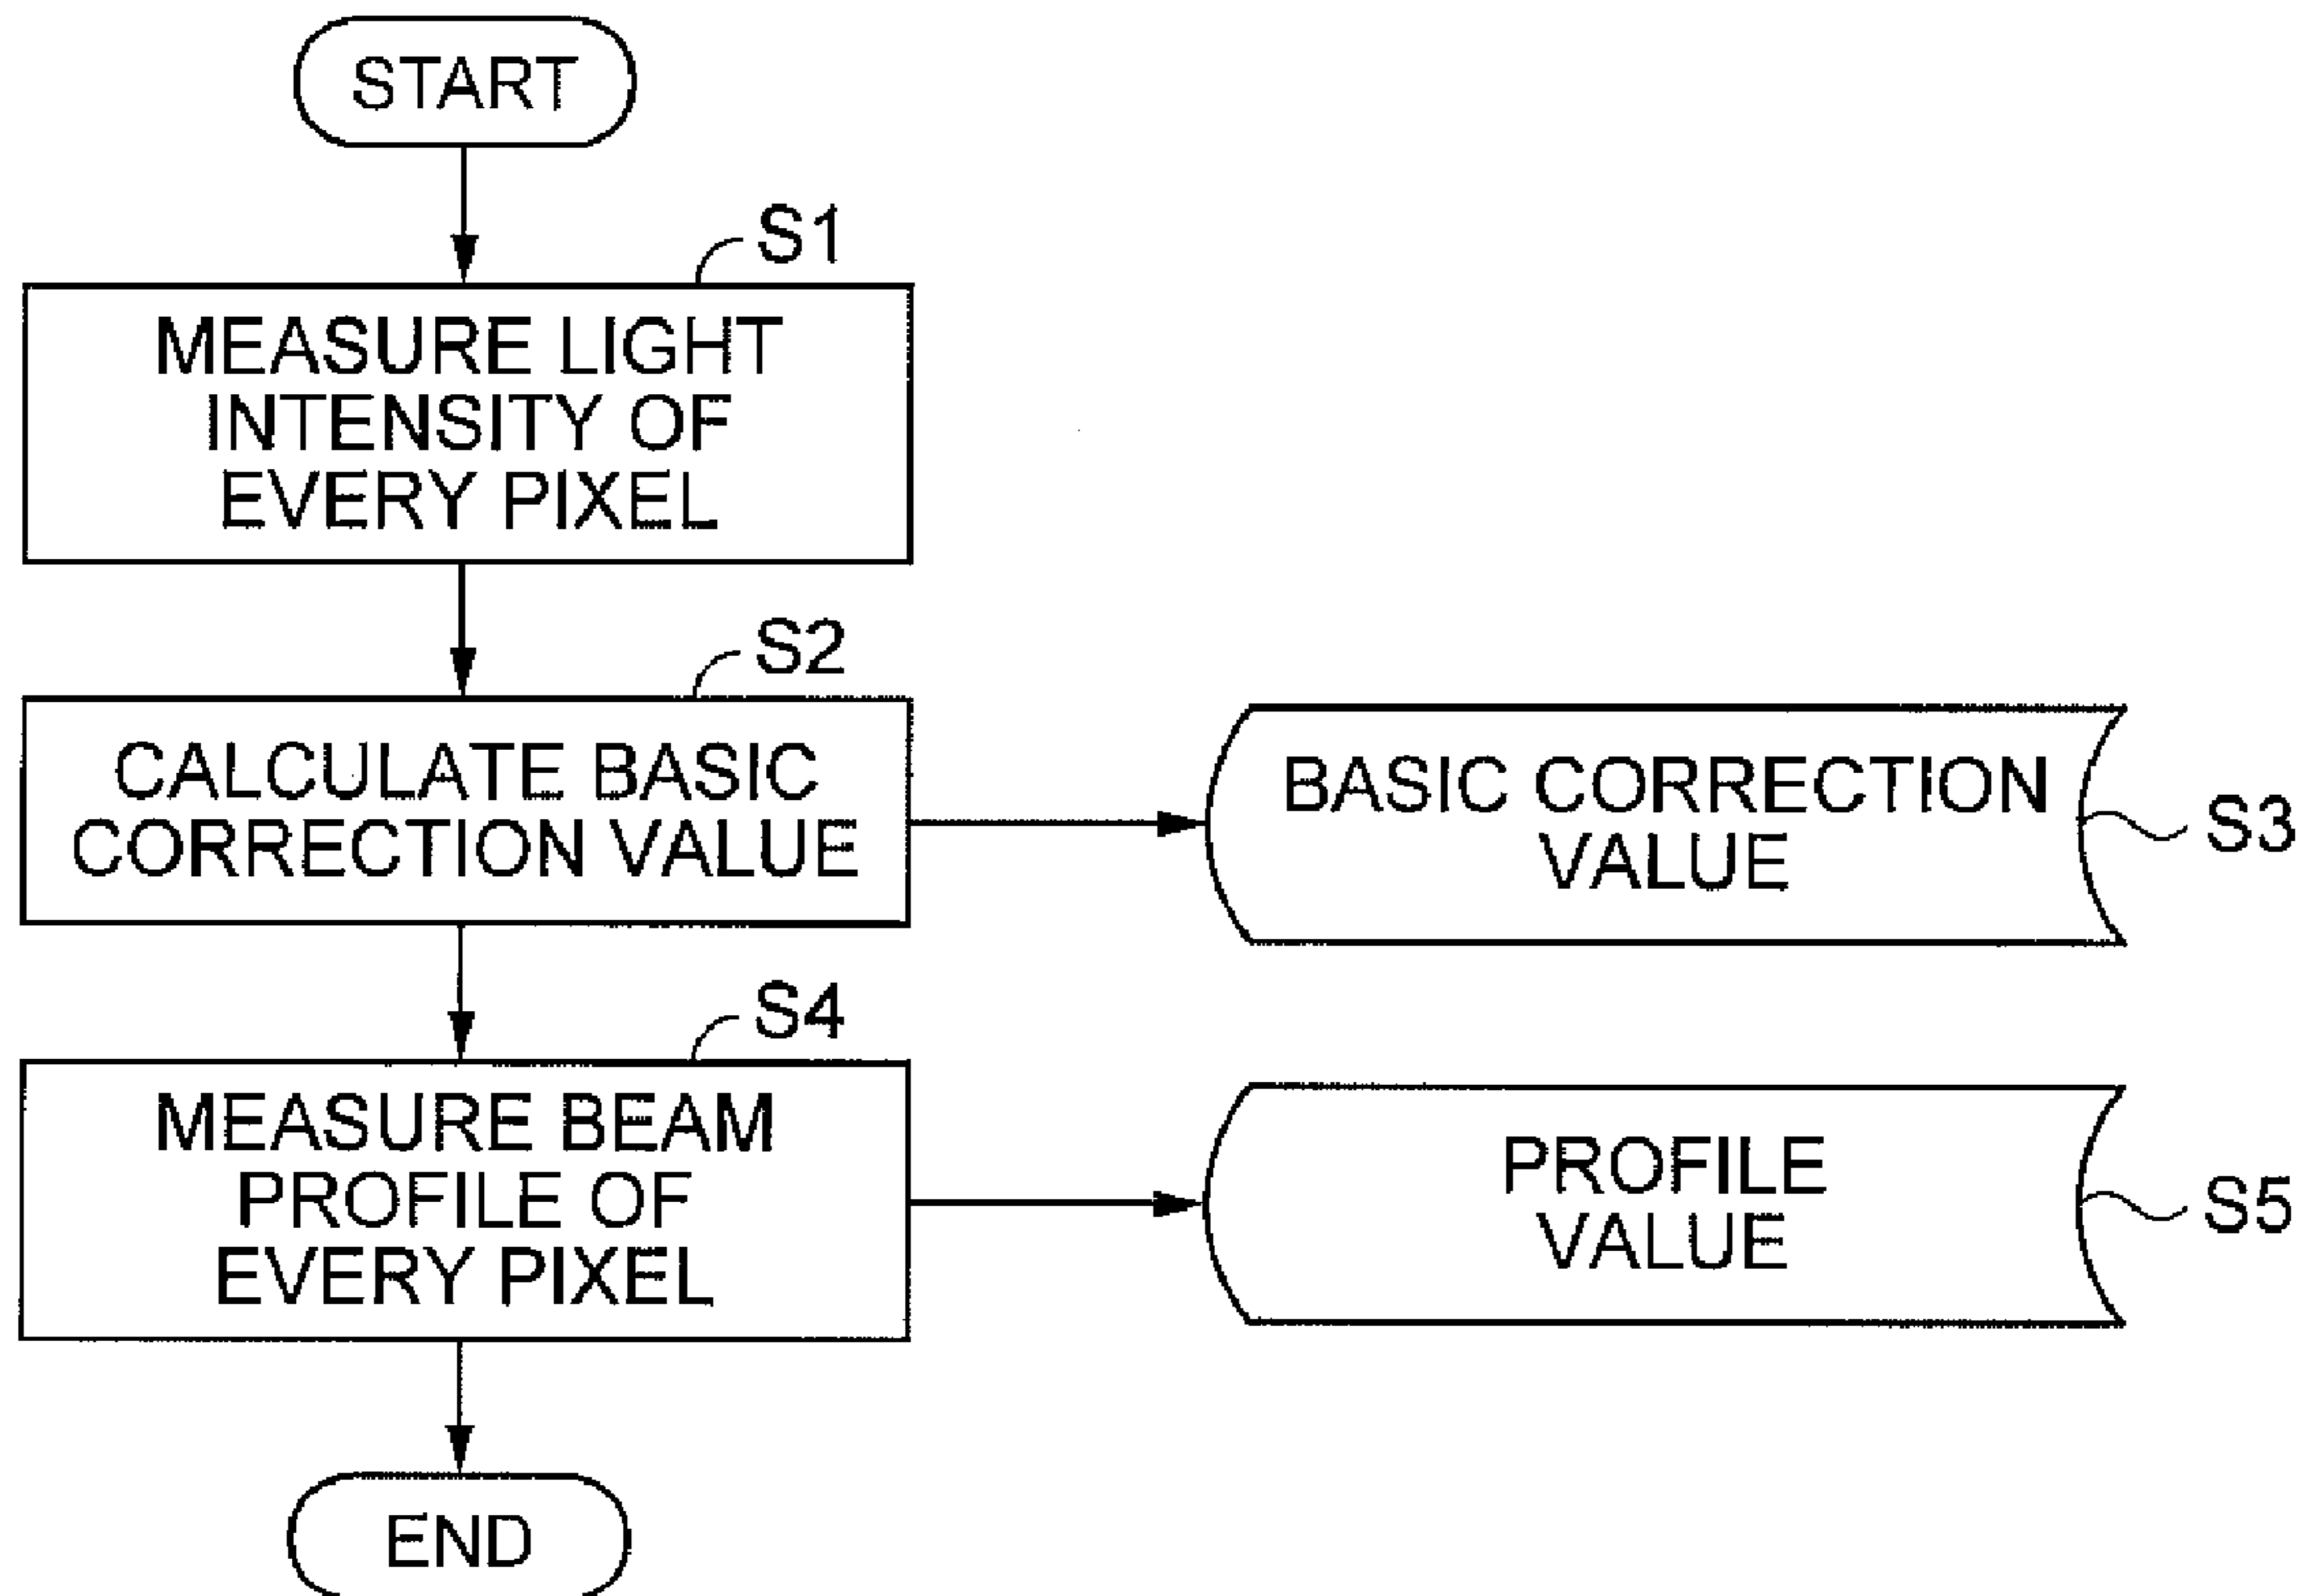 START
S1
MEASURE LIGHT
INTENSITY OF
EVERY PIXEL
S2
CALCULATE BASIC
CORRECTION VALUE
BASIC CORRECTION
VALUE
S3
S4
MEASURE BEAM
PROFILE OF
EVERY PIXEL
PROFILE
VALUE
S5
END